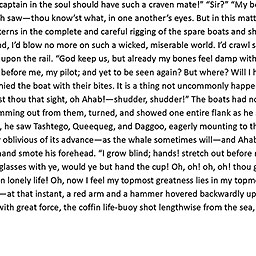 captain in the soul should have such a craven mate!" "Sir?" "My bo
h saw—thou know'st what, in one another's eyes. But in this matt
terns in the complete and careful rigging of the spare boats and sh
nd, I'd blow no more on such a wicked, miserable world. I'd crawl s
upon the rail. "God keep us, but already my bones feel damp with
before me, my pilot; and yet to be seen again? But where? Will I h
nied the boat with their bites. It is a thing not uncommonly happe
st thou that sight, oh Ahab!—shudder, shudder!" The boats had no
mming out from them, turned, and showed one entire flank as he
, he saw Tashtego, Queequeg, and Daggoo, eagerly mounting to th
oblivious of its advance—as the whale sometimes will—and Ahab
hand smote his forehead. "I grow blind; hands! stretch out before
glasses with ye, would ye but hand the cup! Oh, oh! oh, oh! thou g
n lonely life! Oh, now I feel my topmost greatness lies in my topm
—at that instant, a red arm and a hammer hovered backwardly up
with great force, the coffin life-buoy shot lengthwise from the sea,